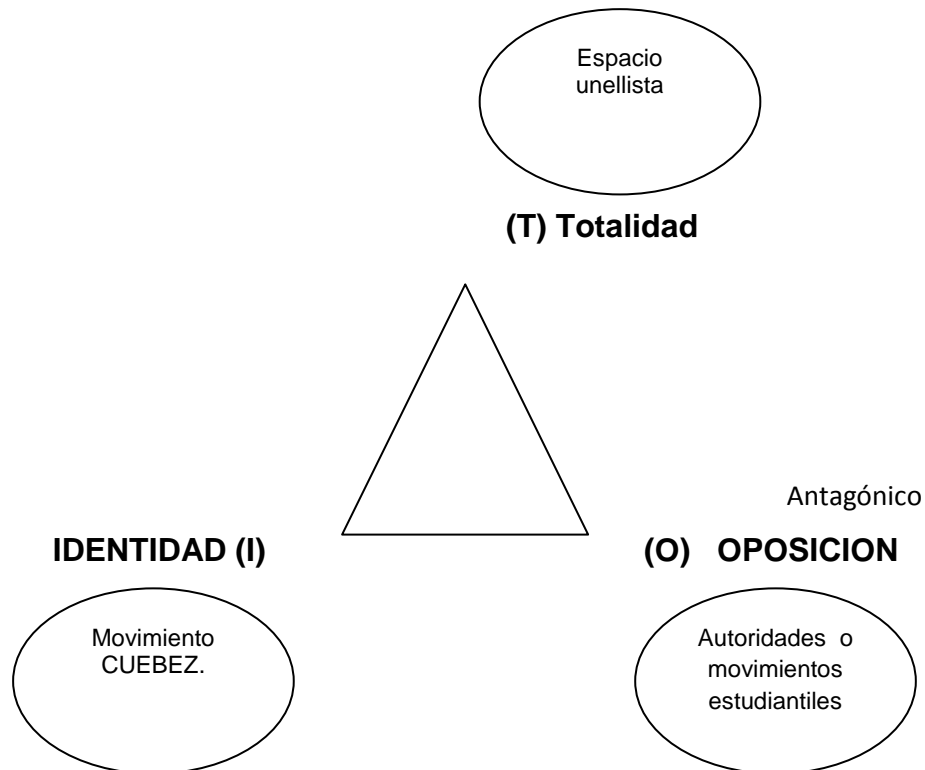 Espacio
unellista
(T) Totalidad
Antagónico
IDENTIDAD (I)
(O) OPOSICION
Movimiento
CUEBEZ.
Autoridades o
movimientos
estudiantiles